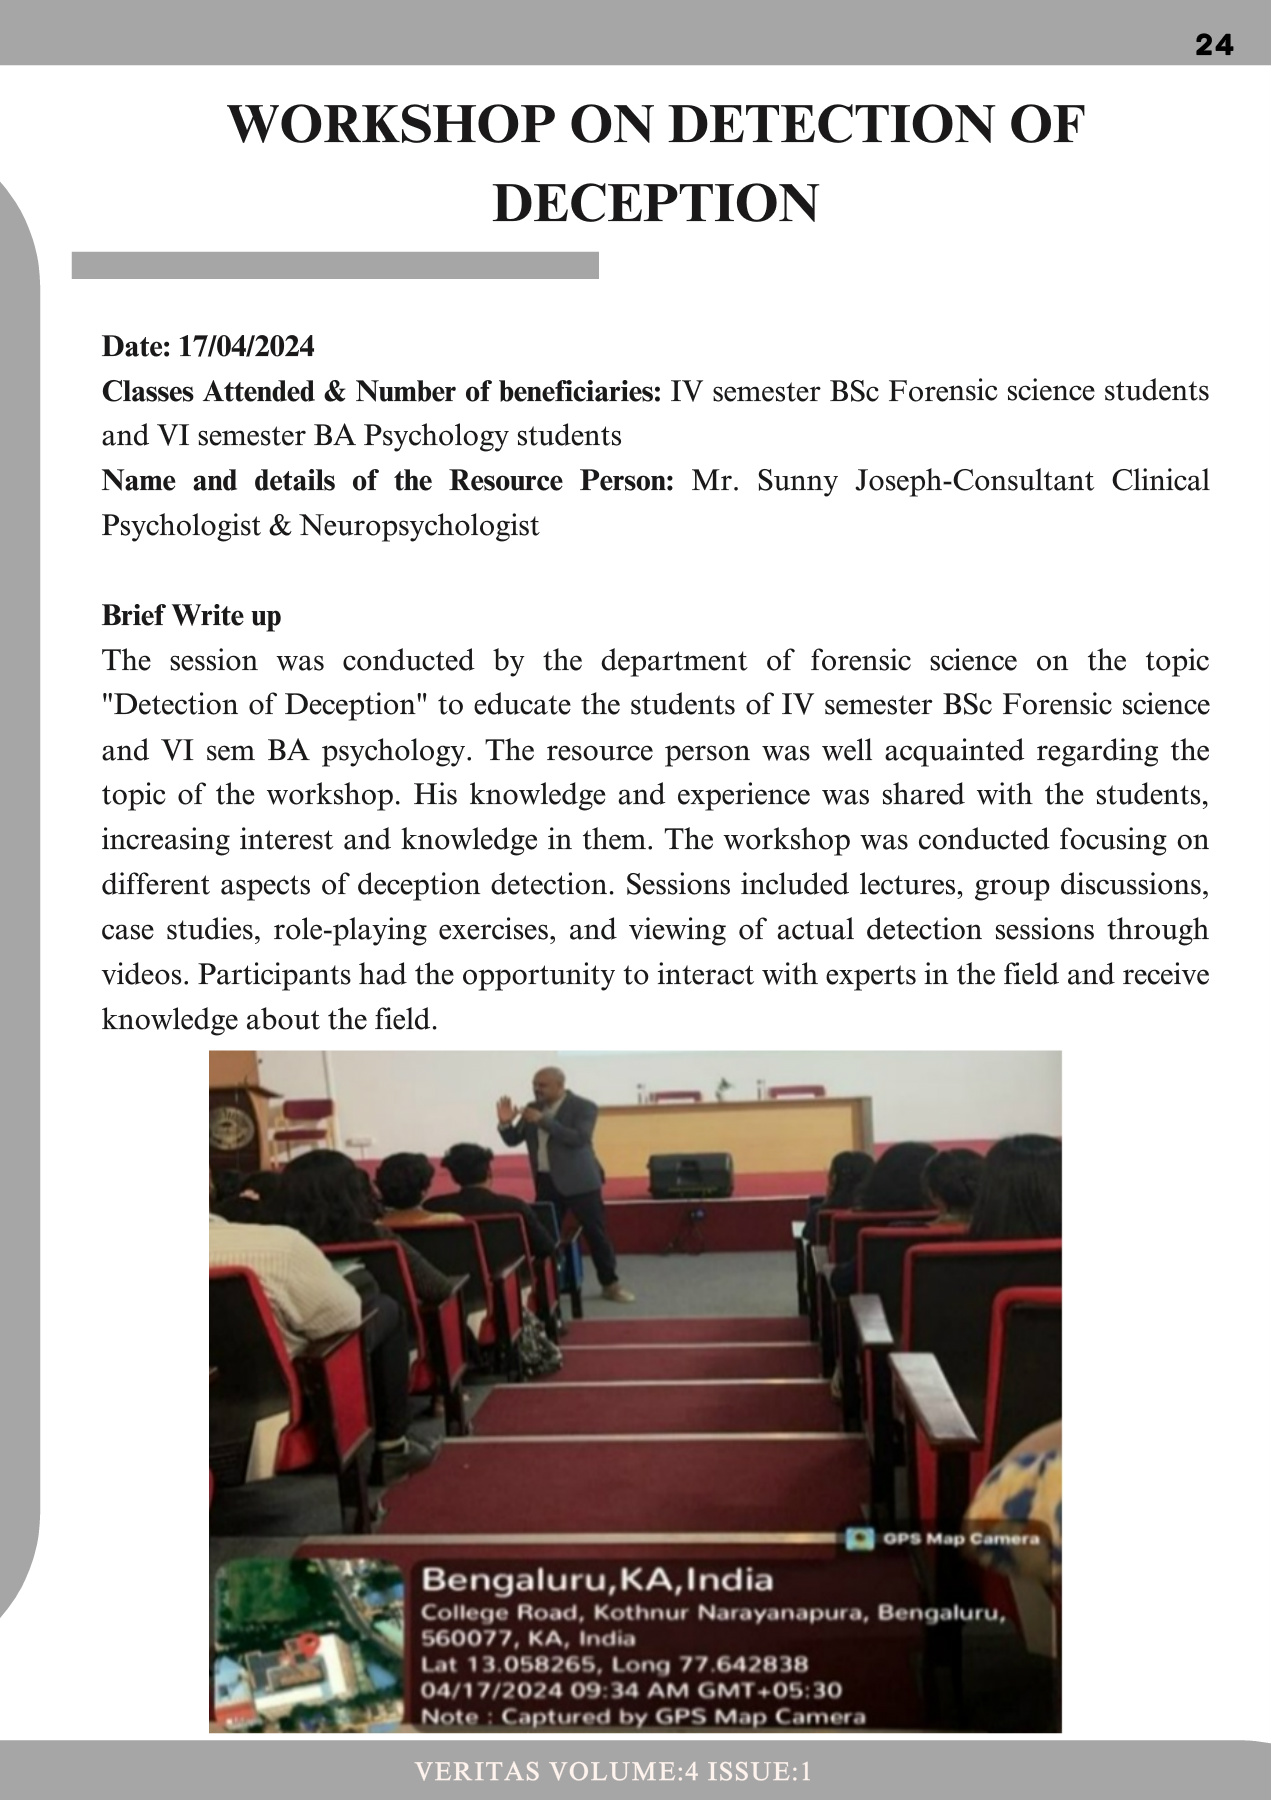 24
WORKSHOP ON DETECTION OF
DECEPTION
Date: 17/04/2024
Classes Attended & Number of beneficiaries: IV semester BSc Forensic science students
and VI semester BA Psychology students
Name and details of the Resource Person: Mr. Sunny Joseph-Consultant Clinical
Psychologist & Neuropsychologist
Brief Write up
The session was conducted by the department of forensic science on the topic
"Detection of Deception" to educate the students of IV semester BSc Forensic science
and VI sem BA psychology. The resource person was well acquainted regarding the
topic of the workshop. His knowledge and experience was shared with the students,
increasing interest and knowledge in them. The workshop was conducted focusing on
different aspects of deception detection. Sessions included lectures, group discussions,
case studies, role-playing exercises, and viewing of actual detection sessions through
videos. Participants had the opportunity to interact with experts in the field and receive
knowledge about the field.
GPS Map Camera
Bengaluru,KA,India
College Road, Kothnur Narayanapura, Bengaluru,
560077, KA, India
Lat 13.058265, Long 77.642838
04/17/2024 09:34 AM GMT+05:30
Note : Captured by GPS Map Camera
VERITAS VOLUME:4 ISSUE:1